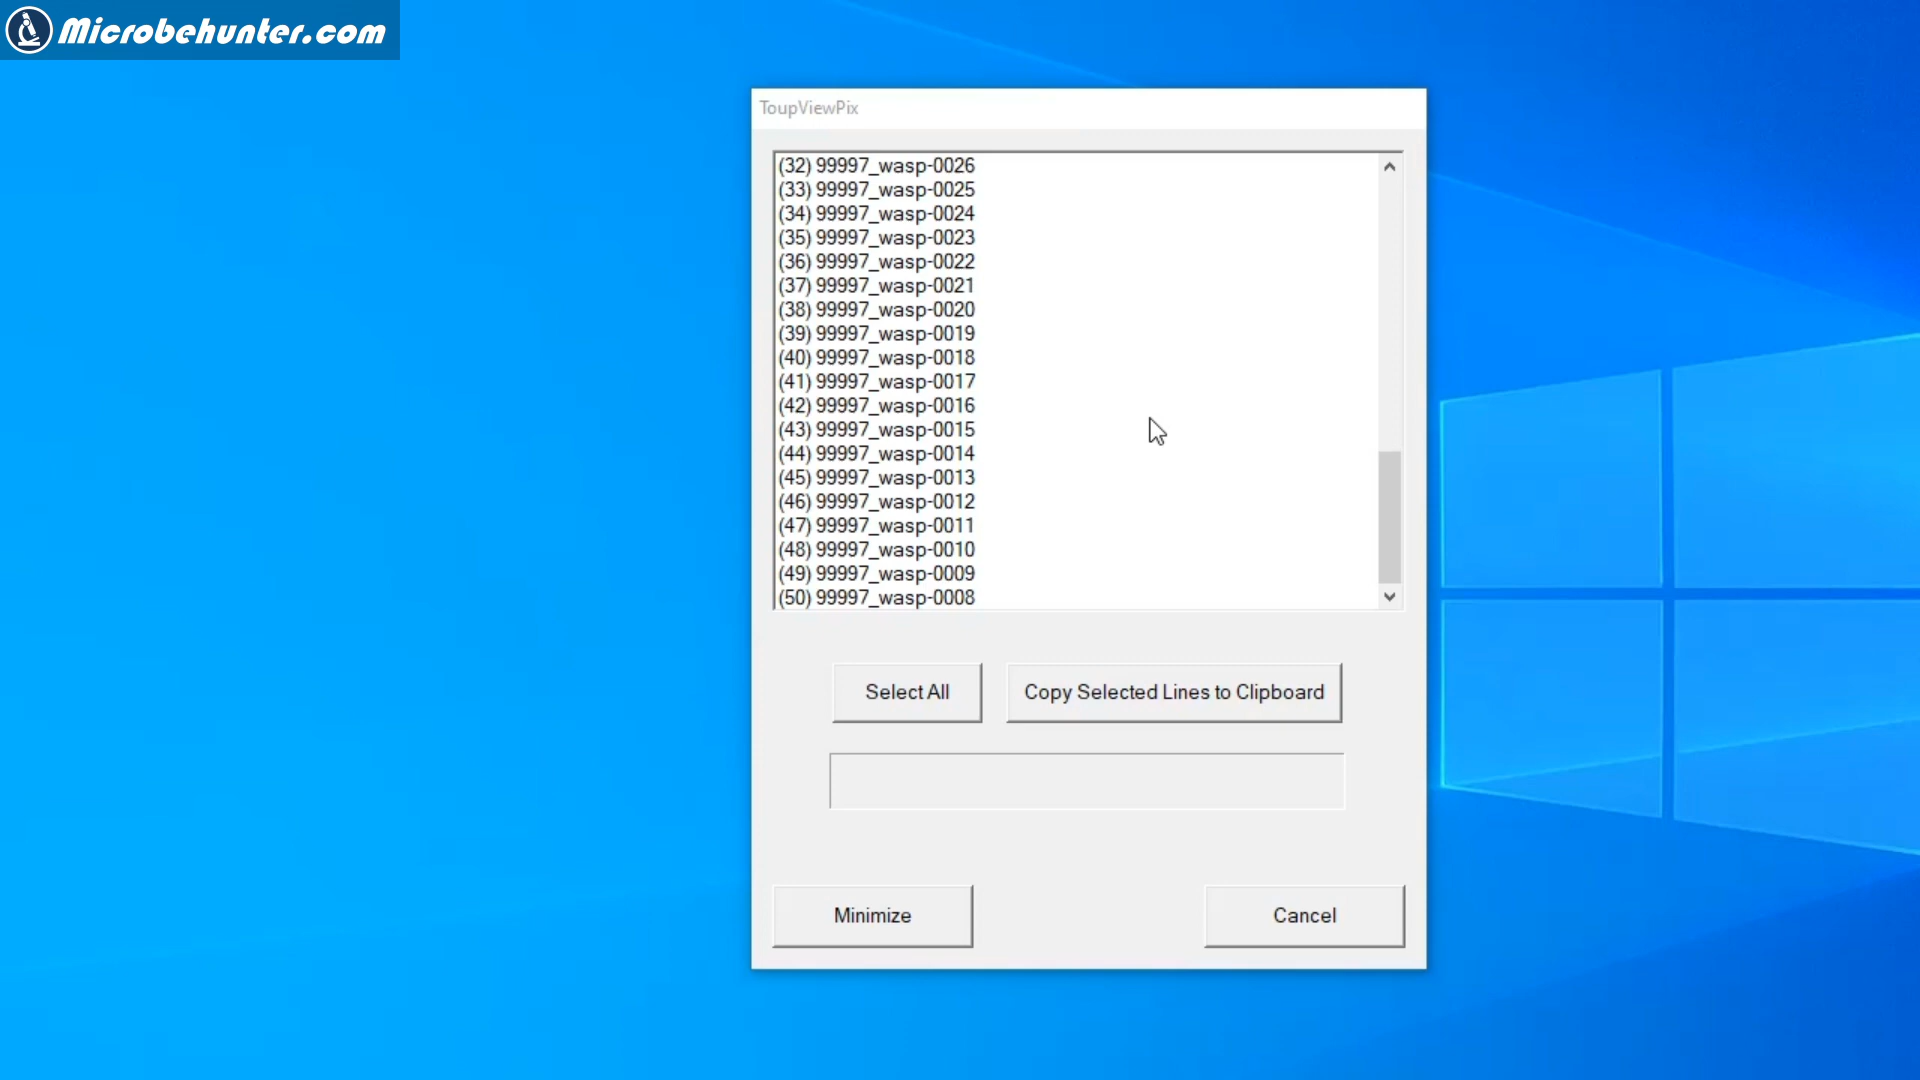 Microbehunter.com
ToupViewPix
(32) 99997_wasp-0026
(33) 99997_wasp-0025
(34) 99997_wasp-0024
(35) 99997_wasp-0023
(36) 99997_wasp-0022
(37) 99997_wasp-0021
(38) 99997_wasp-0020
(39) 99997_wasp-0019
(40) 99997_wasp-0018
(41) 99997_wasp-0017
(42) 99997_wasp-0016
(43) 99997_wasp-0015
(44) 99997_wasp-0014
(45) 99997_wasp-0013
(46) 99997_wasp-0012
(47) 99997_wasp-0011
(48) 99997_wasp-0010
(49) 99997_wasp-0009
(50) 99997_wasp-0008
Select All
Copy Selected Lines to Clipboard
Minimize
Cancel